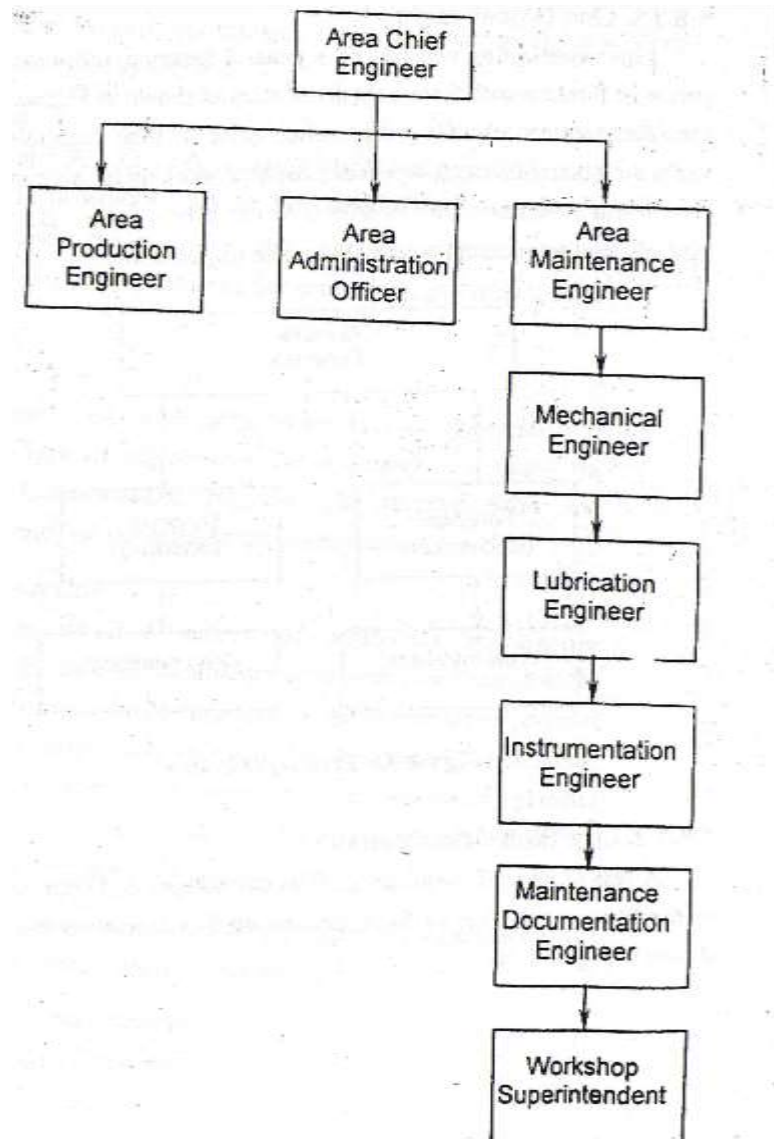 Area Chief
Engineer
Area
Production
Engineer
Area
Administration
Officer
Area
Maintenance
Engineer
Mechanical
Engineer
Lubrication
Engineer
Instrumentation
Engineer
Maintenance
Documentation
Engineer
Workshop
Superintendent